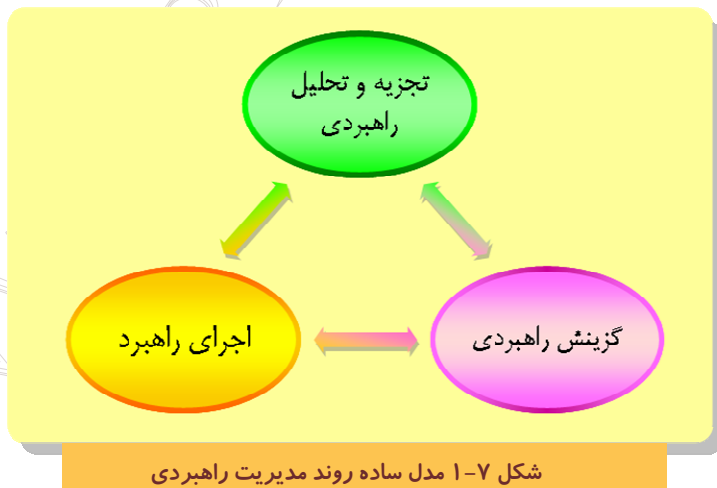 تجزیه و تحلیل
راهبردی
گزینش راهبردی
اجرای راهبرد
شکل ۷-۱ مدل ساده روند مدیریت راهبردی